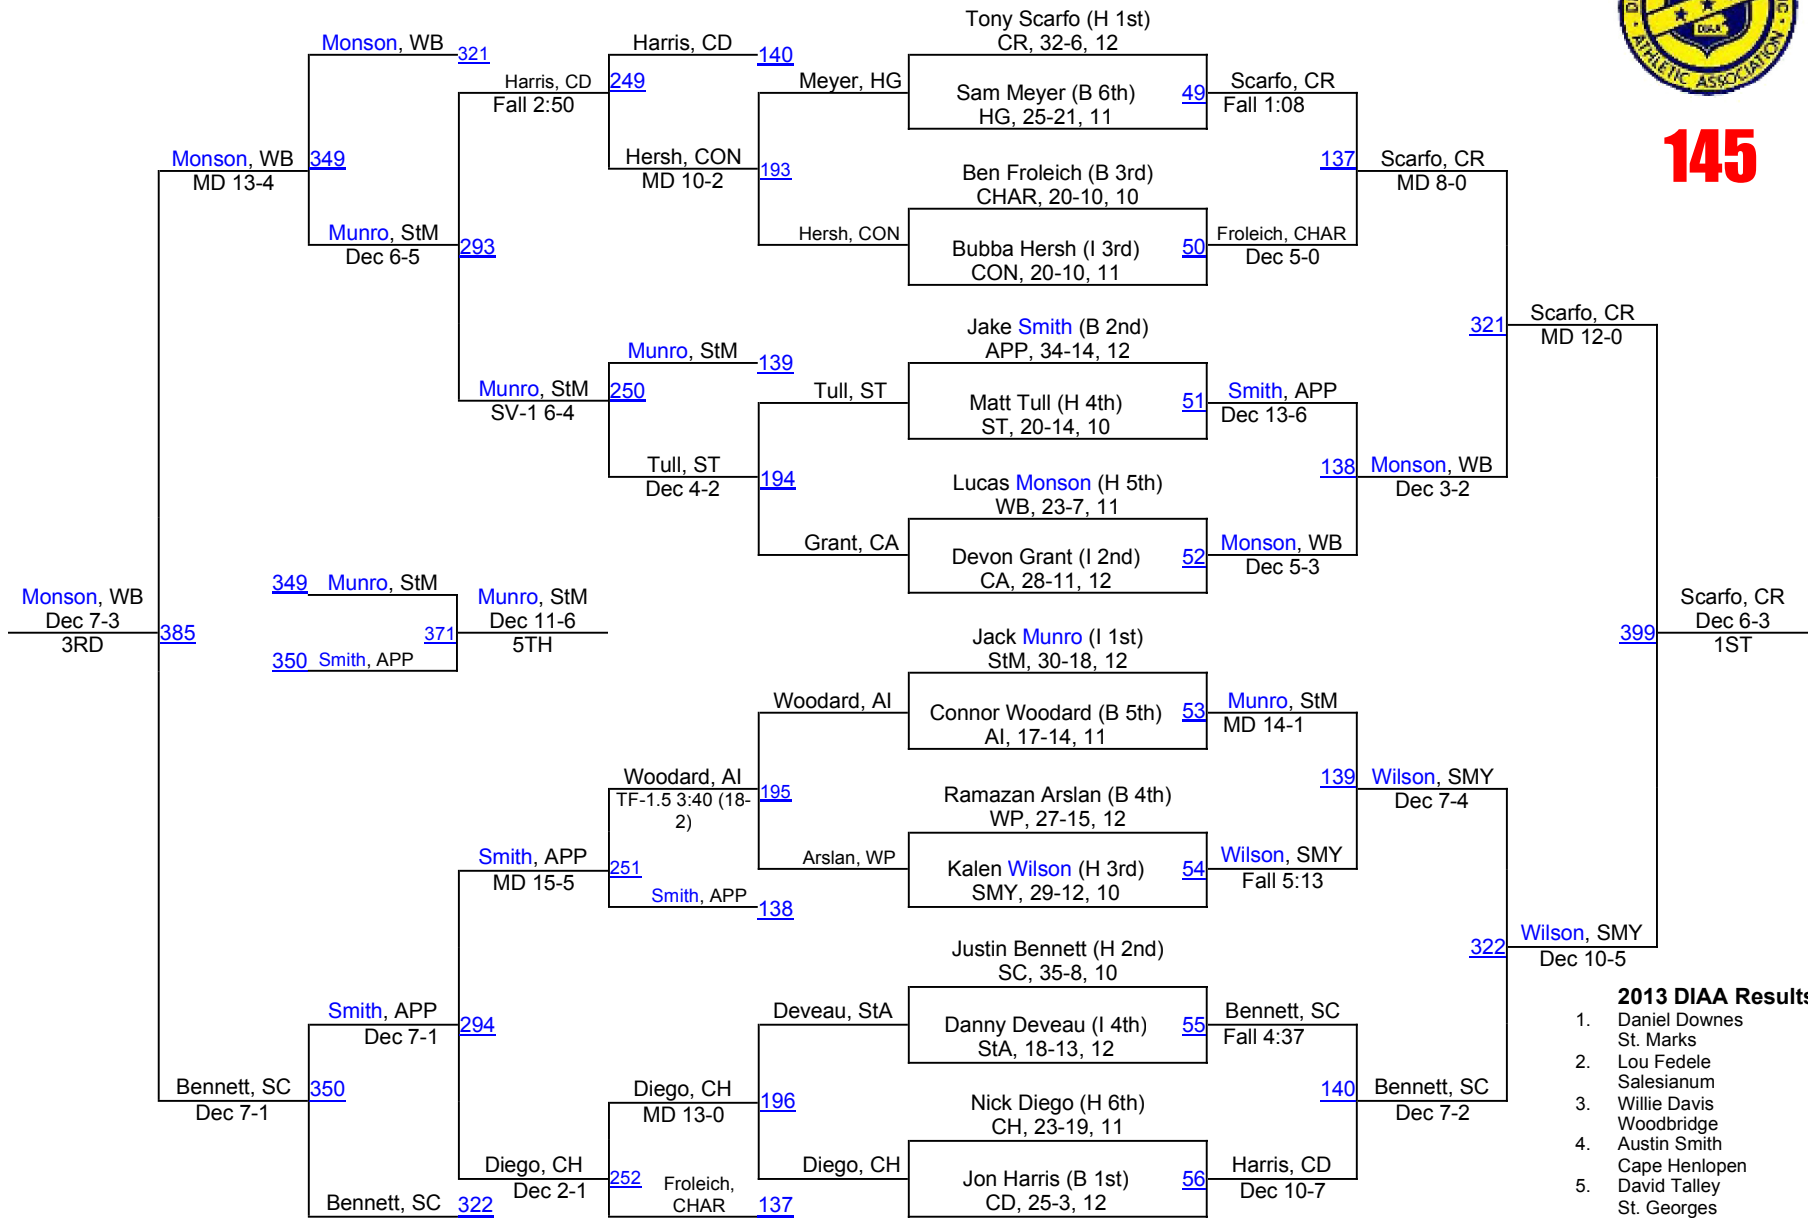 ATHLETIC ASSOCIATION
DIAA
145
Tony Scarfo (H 1st)
CR, 32-6, 12
Sam Meyer (B 6th)
HG, 25-21, 11
49
Ben Froleich (B 3rd)
CHAR, 20-10, 10
Bubba Hersh (I 3rd)
CON, 20-10, 11
50
Jake Smith (B 2nd)
APP, 34-14, 12
Matt Tull (H 4th)
ST, 20-14, 10
51
Lucas Monson (H 5th)
WB, 23-7, 11
Devon Grant (I 2nd)
CA, 28-11, 12
52
Jack Munro (I 1st)
StM, 30-18, 12
Connor Woodard (B 5th)
AI, 17-14, 11
53
Ramazan Arslan (B 4th)
WP, 27-15, 12
Kalen Wilson (H 3rd)
SMY, 29-12, 10
54
Justin Bennett (H 2nd)
SC, 35-8, 10
Danny Deveau (I 4th)
StA, 18-13, 12
55
Nick Diego (H 6th)
CH, 23-19, 11
Jon Harris (B 1st)
CD, 25-3, 12
56
Scarfo, CR
Fall 1:08
137
Froleich, CHAR
Dec 5-0
Smith, APP
Dec 13-6
138
Monson, WB
Dec 5-3
Munro, StM
MD 14-1
139
Wilson, SMY
Fall 5:13
Bennett, SC
Fall 4:37
140
Harris, CD
Dec 10-7
Scarfo, CR
MD 8-0
321
Monson, WB
Dec 3-2
Wilson, SMY
Dec 7-4
322
Bennett, SC
Dec 7-2
Scarfo, CR
MD 12-0
399
Wilson, SMY
Dec 10-5
Scarfo, CR
Dec 6-3
1ST
Meyer, HG
193
Hersh, CON
Tull, ST
194
Grant, CA
Woodard, AI
195
Arslan, WP
Deveau, StA
196
Diego, CH
Harris, CD
140
249
Hersh, CON
MD 10-2
Munro, StM
139
250
Tull, ST
Dec 4-2
Woodard, AI
TF-1.5 3:40 (18-
2)
251
Smith, APP
138
Diego, CH
MD 13-0
252
Froleich,
CHAR
137
Harris, CD
Fall 2:50
293
Munro, StM
SV-1 6-4
Smith, APP
MD 15-5
294
Diego, CH
Dec 2-1
Monson, WB
321
349
Munro, StM
Dec 6-5
Smith, APP
Dec 7-1
350
Bennett, SC
322
Monson, WB
MD 13-4
385
Bennett, SC
Dec 7-1
Monson, WB
Dec 7-3
3RD
349
Munro, StM
371
350
Smith, APP
Munro, StM
Dec 11-6
5TH
2013 DIAA Results
1. Daniel Downes
St. Marks
2. Lou Fedele
Salesianum
3. Willie Davis
Woodbridge
4. Austin Smith
Cape Henlopen
5. David Talley
St. Georges